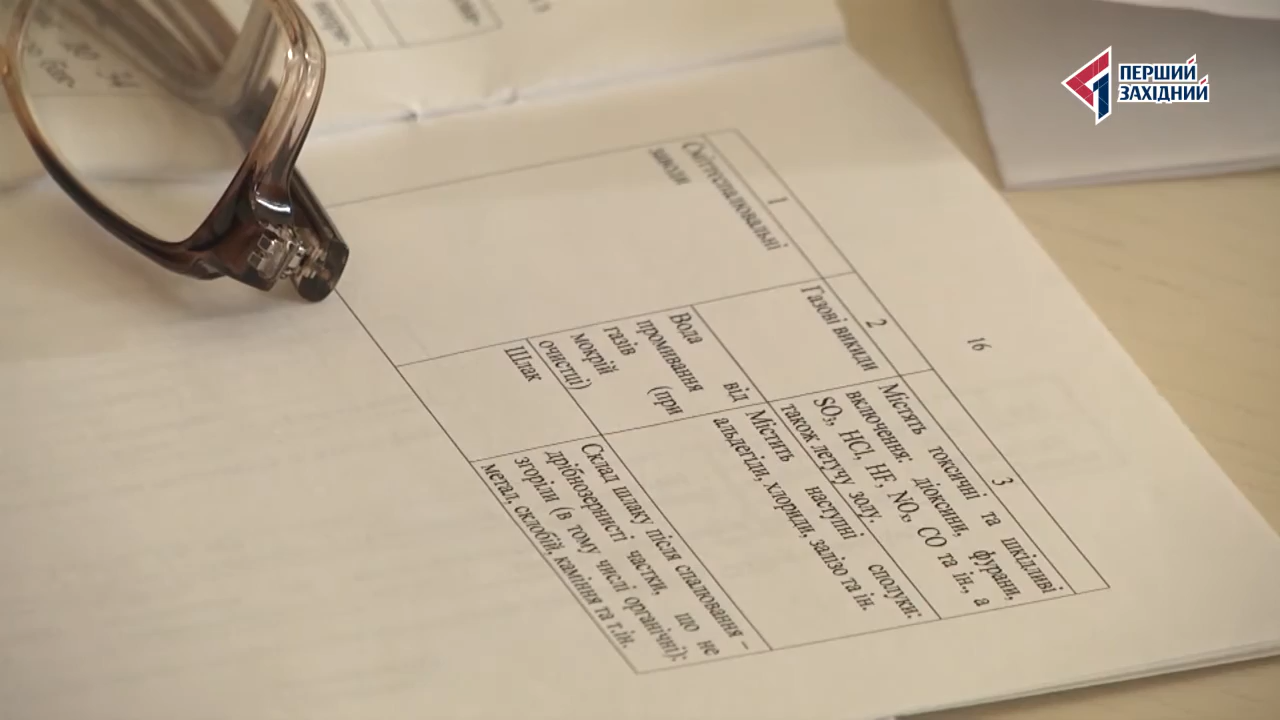 ПЕРШИЙ
ЗАХІДНИЙ
16
1
2
3
Сміттєспалювальні
заводи
Газові викиди
Містять токсичні та шкідливі
включення: діоксини, фурани,
SO₃, HCl, HF, NOₓ, CO та ін., а
також летучу золу.
Вода від
промивання
газів (при
мокрій
очистці)
Містить наступні сполуки:
альдегіди, хлориди, залізо та ін.
Шлак
Склад шлаку після спалювання –
дрібнозернисті частки, що не
згоріли (в тому числі органічні);
метал, склобій, каміння та т.ін.